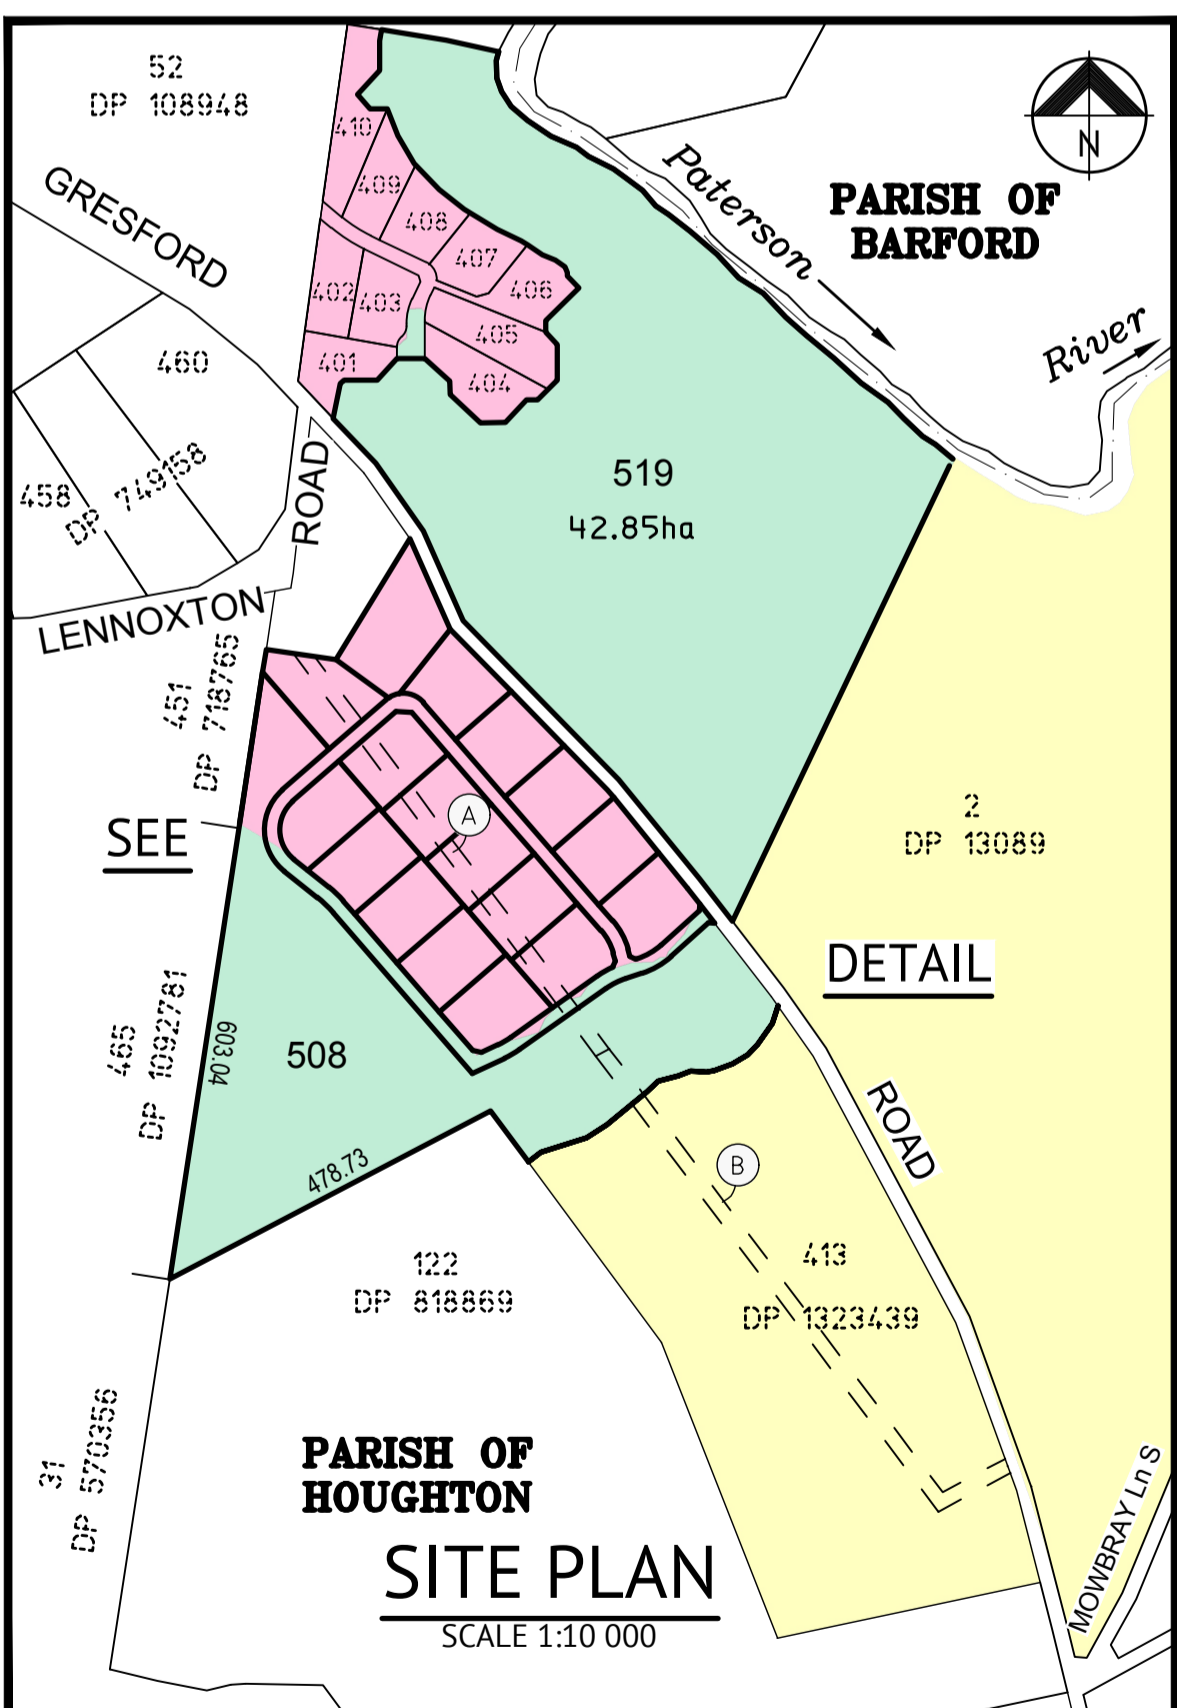 52
DP 108948
N
GRESFORD
PARISH OF
BARFORD
Paterson
River
410
409
408
407
406
402
403
405
401
404
460
458
DP 749158
ROAD
LENNOXTON
519
42.85ha
451
DP 718765
A
SEE
2
DP 13089
DETAIL
465
DP 1092781
603.04
508
478.73
H
ROAD
B
413
DP 1323439
122
DP 818869
31
DP 570356
PARISH OF
HOUGHTON
MOWBRAY Ln S
SITE PLAN
SCALE 1:10 000